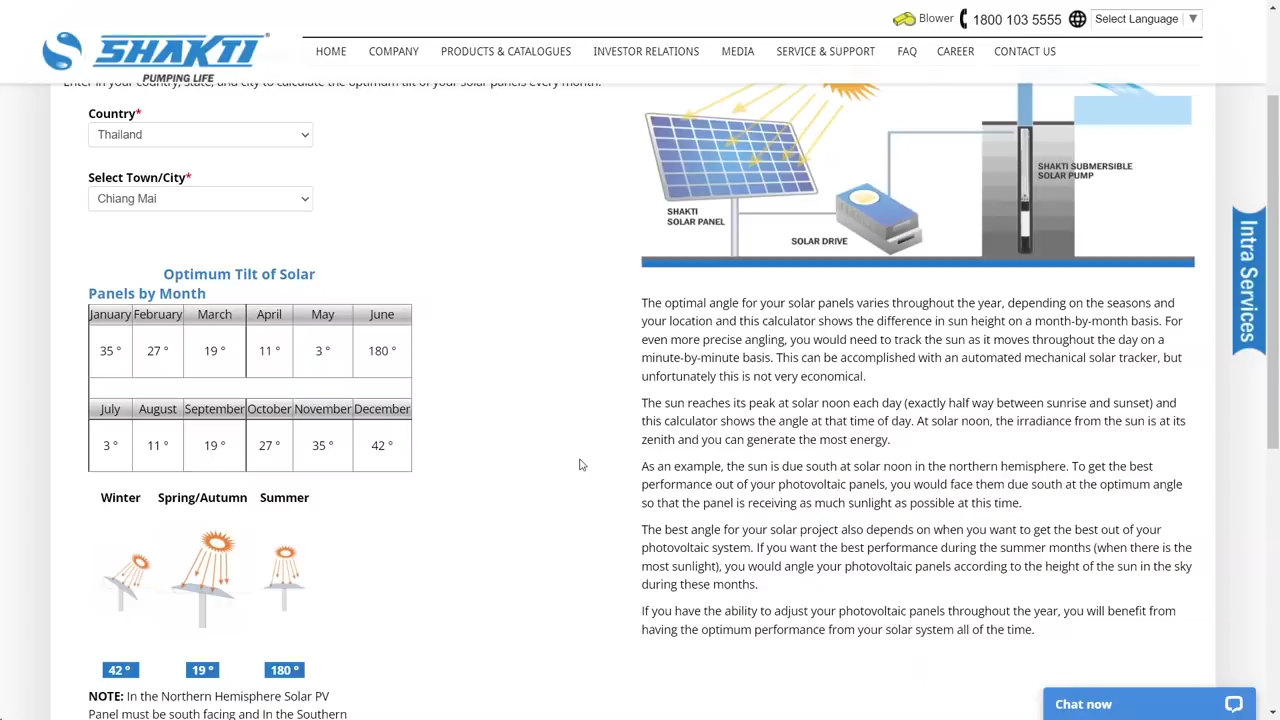 Blower 1800 103 5555 Select Language ▼
SHAKTI
PUMPING LIFE
HOME COMPANY PRODUCTS & CATALOGUES INVESTOR RELATIONS MEDIA SERVICE & SUPPORT FAQ CAREER CONTACT US
Enter in your country, state, and city to calculate the optimum tilt of your solar panels every month.
Country*
Thailand
Select Town/City*
Chiang Mai
Optimum Tilt of Solar
Panels by Month
January February March April May June
35 ° 27 ° 19 ° 11 ° 3 ° 180 °
July August September October November December
3 ° 11 ° 19 ° 27 ° 35 ° 42 °
Winter Spring/Autumn Summer
42 ° 19 ° 180 °
NOTE: In the Northern Hemisphere Solar PV
Panel must be south facing and In the Southern
SHAKTI SUBMERSIBLE
SOLAR PUMP
SHAKTI
SOLAR PANEL
SOLAR DRIVE
The optimal angle for your solar panels varies throughout the year, depending on the seasons and
your location and this calculator shows the difference in sun height on a month-by-month basis. For
even more precise angling, you would need to track the sun as it moves throughout the day on a
minute-by-minute basis. This can be accomplished with an automated mechanical solar tracker, but
unfortunately this is not very economical.
The sun reaches its peak at solar noon each day (exactly half way between sunrise and sunset) and
this calculator shows the angle at that time of day. At solar noon, the irradiance from the sun is at its
zenith and you can generate the most energy.
As an example, the sun is due south at solar noon in the northern hemisphere. To get the best
performance out of your photovoltaic panels, you would face them due south at the optimum angle
so that the panel is receiving as much sunlight as possible at this time.
The best angle for your solar project also depends on when you want to get the best out of your
photovoltaic system. If you want the best performance during the summer months (when there is the
most sunlight), you would angle your photovoltaic panels according to the height of the sun in the sky
during these months.
If you have the ability to adjust your photovoltaic panels throughout the year, you will benefit from
having the optimum performance from your solar system all of the time.
Intra Services
Chat now